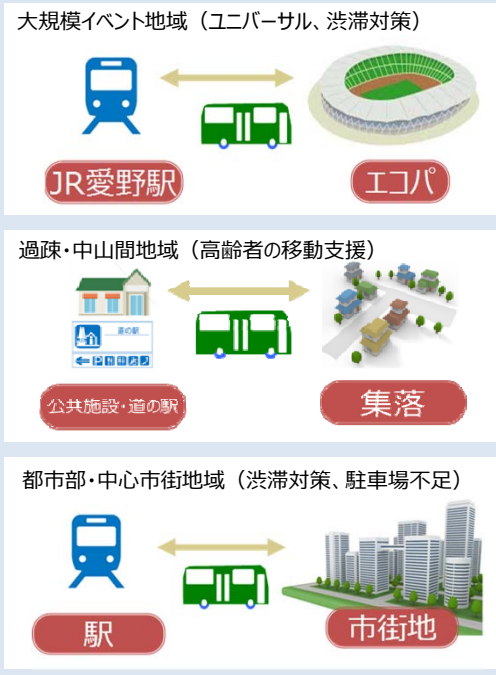 大規模イベント地域（ユニバーサル、渋滞対策）
JR愛野駅
エコパ
過疎・中山間地域（高齢者の移動支援）
道の駅
公共施設・道の駅
集落
都市部・中心市街地域（渋滞対策、駐車場不足）
駅
市街地